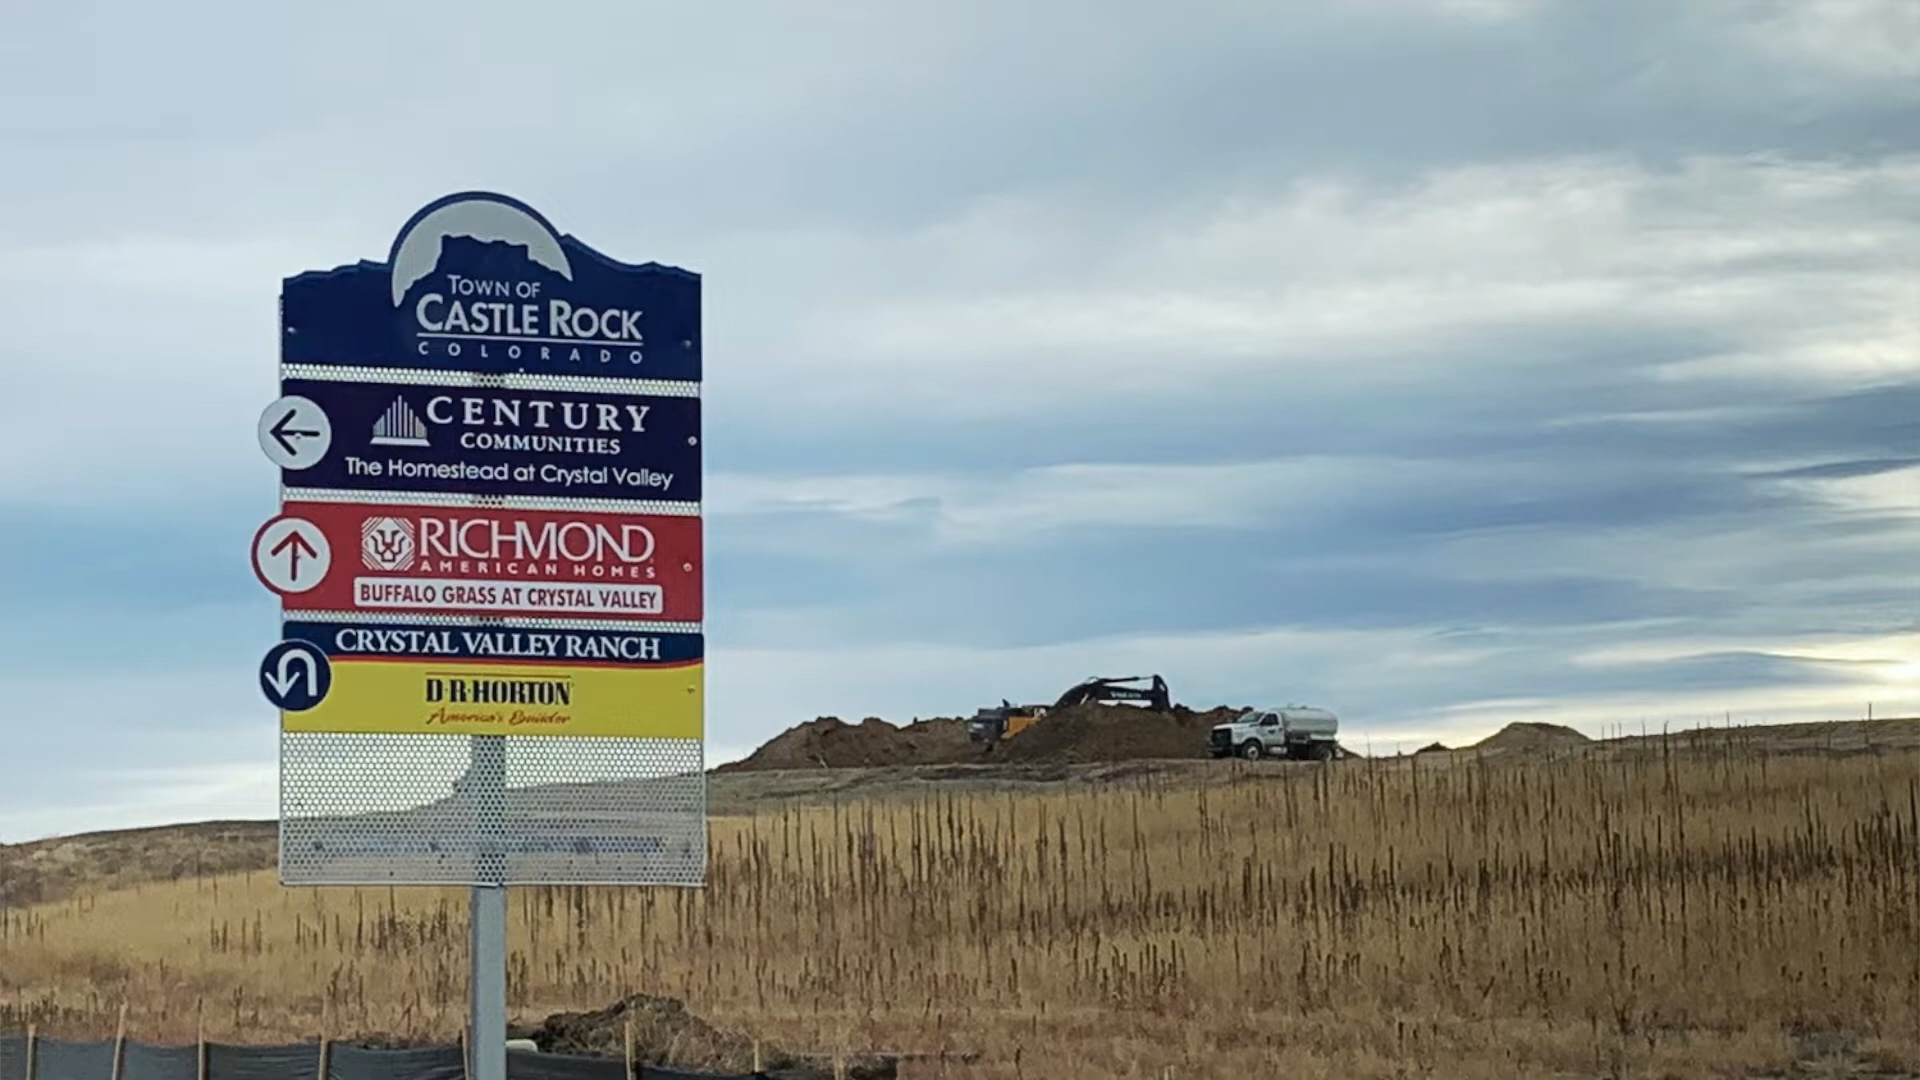 TOWN OF
CASTLE ROCK
COLORADO
CENTURY
COMMUNITIES
The Homestead at Crystal Valley
RICHMOND
AMERICAN HOMES
BUFFALO GRASS AT CRYSTAL VALLEY
CRYSTAL VALLEY RANCH
D·R·HORTON
America's Builder
VOLVO